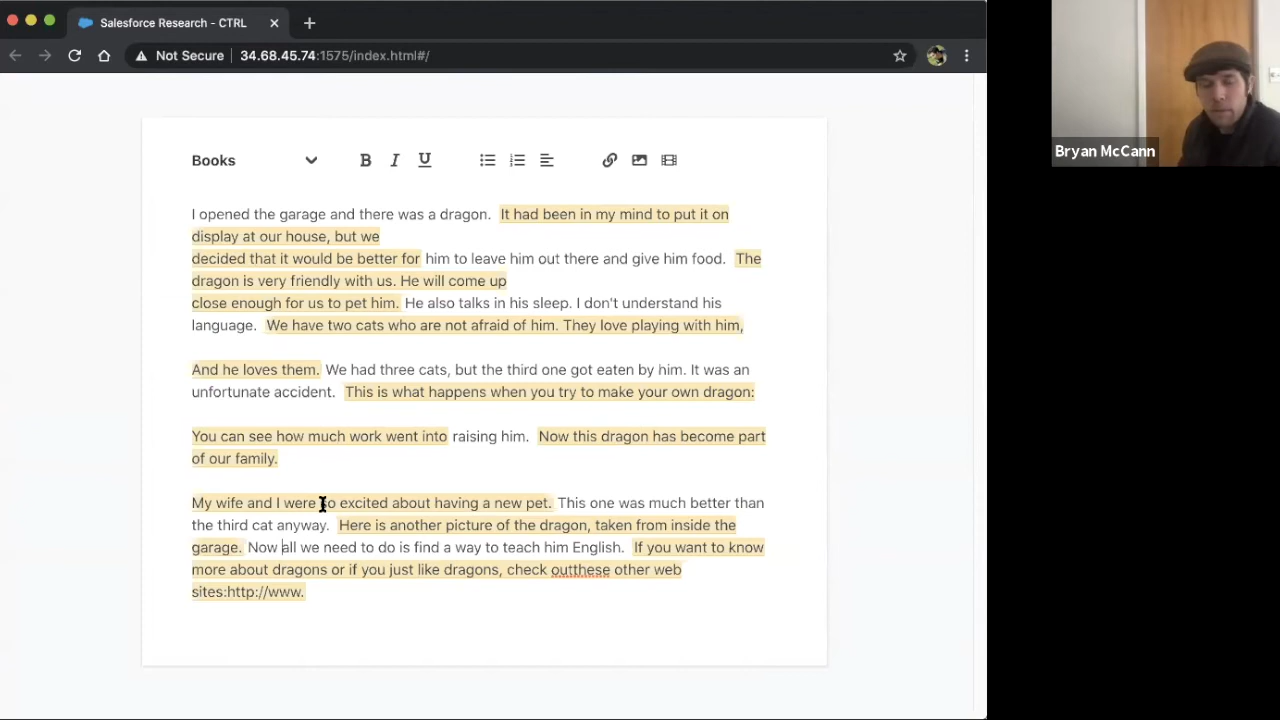 Salesforce Research - CTRL
Not Secure 34.68.45.74:1575/index.html#/
Bryan McCann
Books B I U
I opened the garage and there was a dragon. It had been in my mind to put it on
display at our house, but we
decided that it would be better for him to leave him out there and give him food. The
dragon is very friendly with us. He will come up
close enough for us to pet him. He also talks in his sleep. I don't understand his
language. We have two cats who are not afraid of him. They love playing with him,
And he loves them. We had three cats, but the third one got eaten by him. It was an
unfortunate accident. This is what happens when you try to make your own dragon:
You can see how much work went into raising him. Now this dragon has become part
of our family.
My wife and I were so excited about having a new pet. This one was much better than
the third cat anyway. Here is another picture of the dragon, taken from inside the
garage. Now all we need to do is find a way to teach him English. If you want to know
more about dragons or if you just like dragons, check outthese other web
sites:http://www.